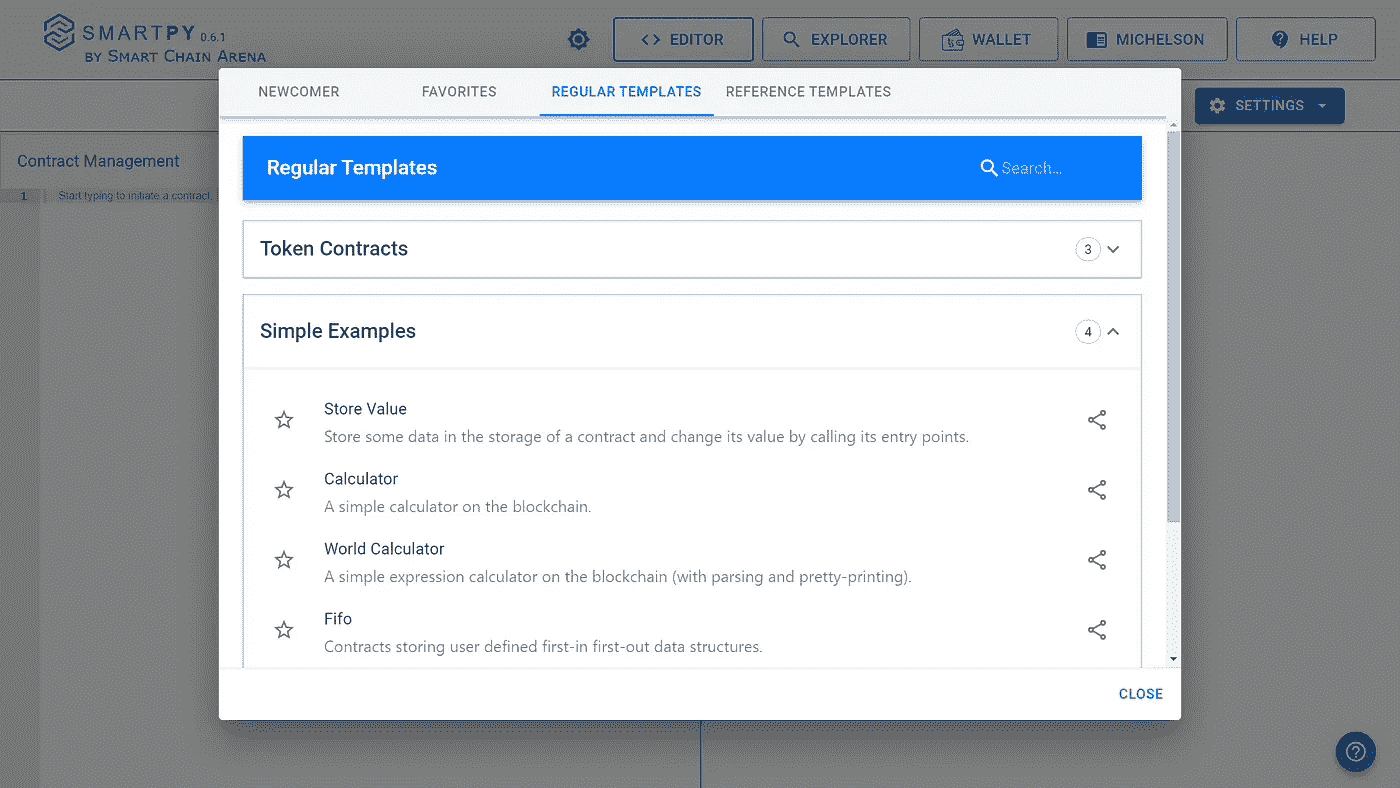 SMARTPY 0.6.1
BY SMART CHAIN ARENA
EDITOR
EXPLORER
WALLET
MICHELSON
HELP
NEWCOMER
FAVORITES
REGULAR TEMPLATES
REFERENCE TEMPLATES
SETTINGS
Contract Management
1 Start typing to initiate a contract.
Regular Templates
Search...
Token Contracts
3
Simple Examples
4
Store Value
Store some data in the storage of a contract and change its value by calling its entry points.
Calculator
A simple calculator on the blockchain.
World Calculator
A simple expression calculator on the blockchain (with parsing and pretty-printing).
Fifo
Contracts storing user defined first-in first-out data structures.
CLOSE